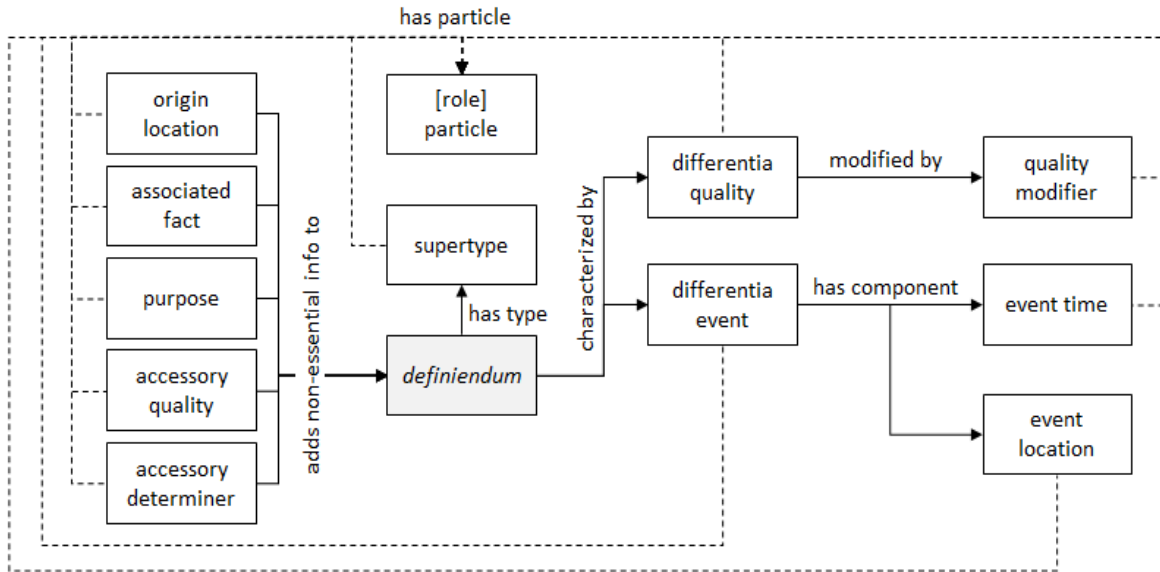 has particle
origin
location
[role]
particle
differentia
quality
modified by
quality
modifier
associated
fact
supertype
characterized by
purpose
has type
differentia
event
has component
event time
adds non-essential info to
definiendum
accessory
quality
event
location
accessory
determiner